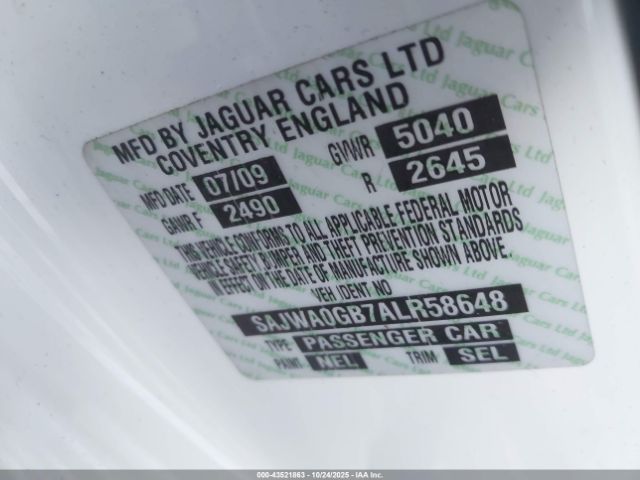 MFD BY JAGUAR CARS LTD
COVENTRY ENGLAND
MFD DATE 07/09 GVWR 5040
GAWR F 2490 R 2645
THIS VEHICLE CONFORMS TO ALL APPLICABLE FEDERAL MOTOR
VEHICLE SAFETY, BUMPER AND THEFT PREVENTION STANDARDS
IN EFFECT ON THE DATE OF MANUFACTURE SHOWN ABOVE.
VEH IDENT NO
SAJWA0GB7ALR58648
TYPE PASSENGER CAR
PAINT NEL TRIM SEL
000-43521863 - 10/24/2025 - IAA Inc.